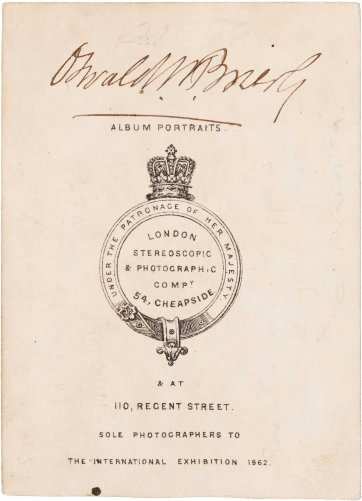 Oswald W Brierly
ALBUM PORTRAITS.
UNDER THE PATRONAGE OF HER MAJESTY
LONDON
STEREOSCOPIC
& PHOTOGRAPHIC
COMPY
54, CHEAPSIDE
& AT
110, REGENT STREET.
SOLE PHOTOGRAPHERS TO
THE INTERNATIONAL EXHIBITION 1862.